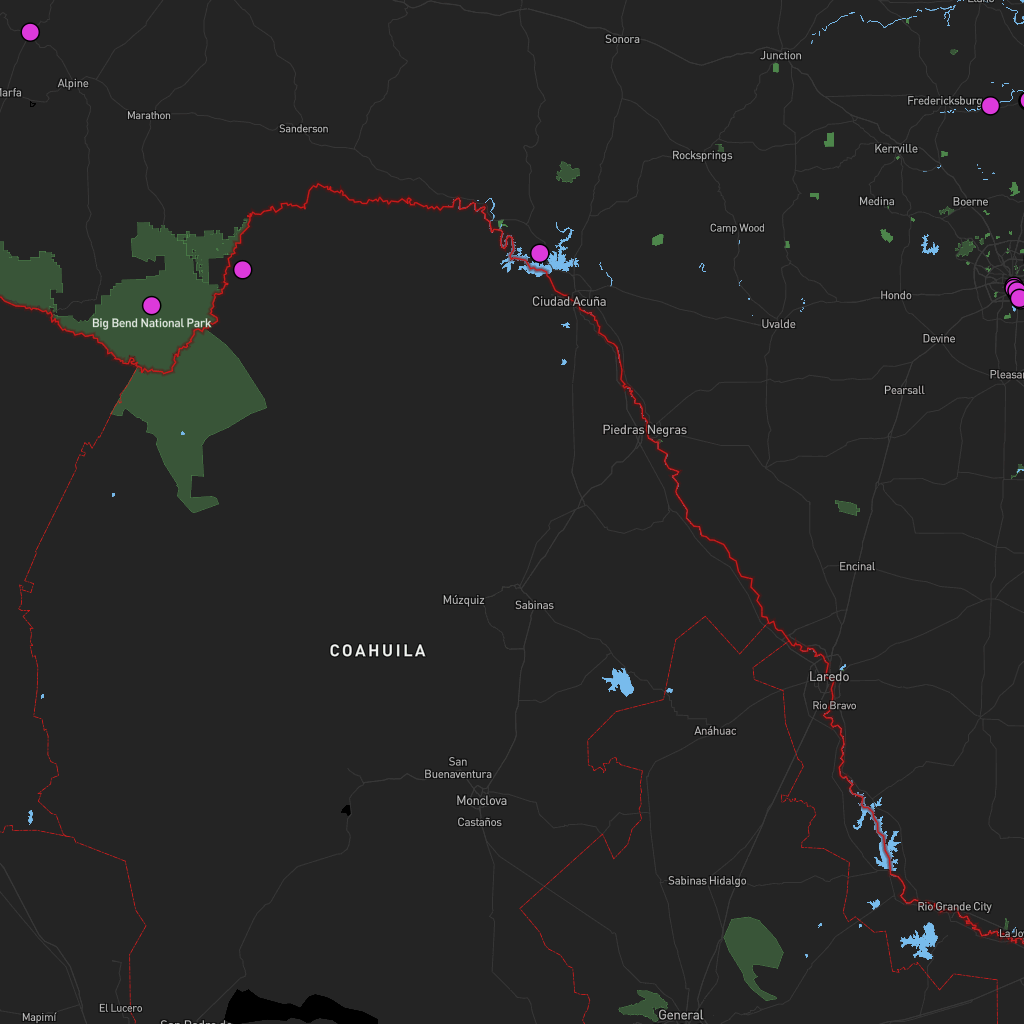 Sonora
Junction
Alpine
Marathon
Sanderson
Fredericksburg
Kerrville
Rocksprings
Medina
Boerne
Camp Wood
Hondo
Ciudad Acuña
Uvalde
Big Bend National Park
Devine
Pearsall
Piedras Negras
Encinal
Múzquiz
Sabinas
COAHUILA
Laredo
Rio Bravo
Anáhuac
San
Buenaventura
Monclova
Castaños
Sabinas Hidalgo
Rio Grande City
El Lucero
Mapimí
General